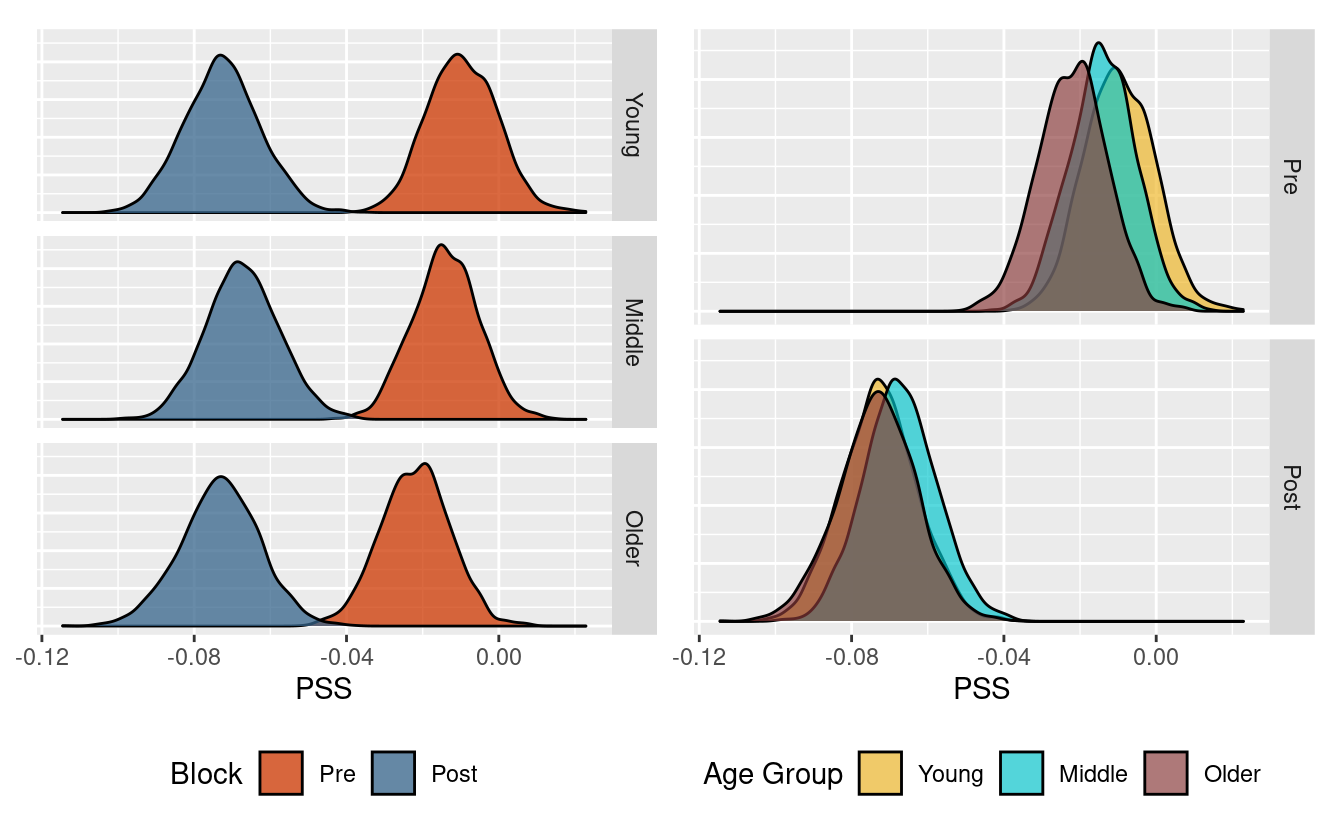 Young
Middle
Older
-0.12 -0.08 -0.04 0.00
PSS
Block Pre Post
Pre
Post
-0.12 -0.08 -0.04 0.00
PSS
Age Group Young Middle Older